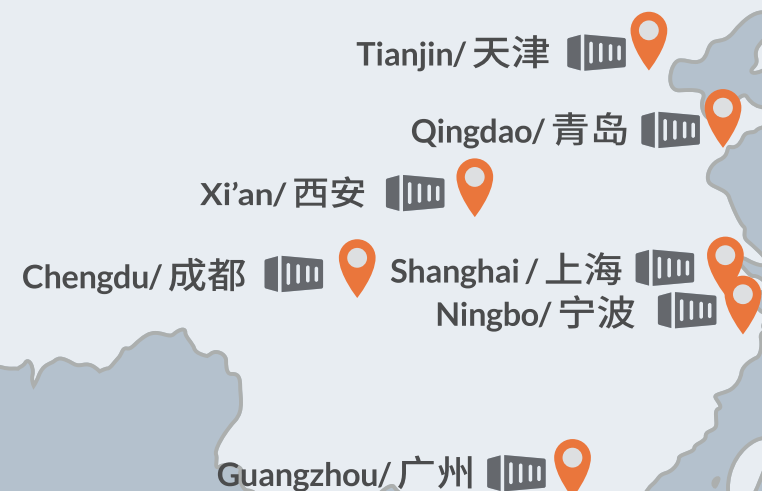 Tianjin/ 天津
Qingdao/ 青岛
Xi’an/ 西安
Chengdu/ 成都
Shanghai / 上海
Ningbo/ 宁波
Guangzhou/ 广州